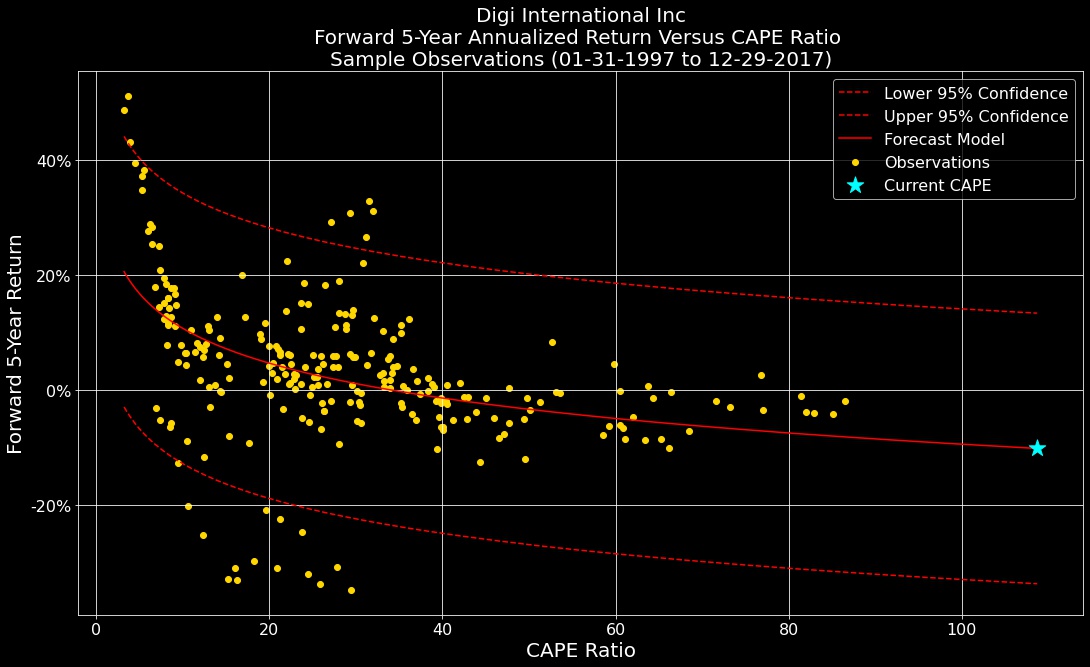 Digi International Inc
Forward 5-Year Annualized Return Versus CAPE Ratio
Sample Observations (01-31-1997 to 12-29-2017)
Lower 95% Confidence
Upper 95% Confidence
Forecast Model
Observations
Current CAPE
Forward 5-Year Return
40%
20%
0%
-20%
0 20 40 60 80 100
CAPE Ratio